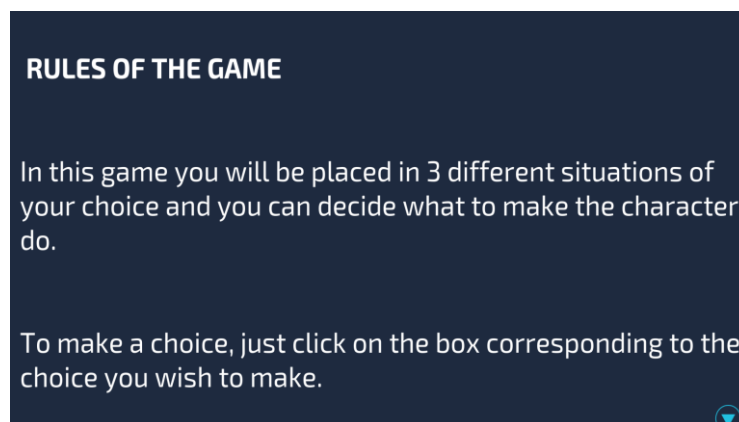 RULES OF THE GAME
In this game you will be placed in 3 different situations of
your choice and you can decide what to make the character
do.
To make a choice, just click on the box corresponding to the
choice you wish to make.